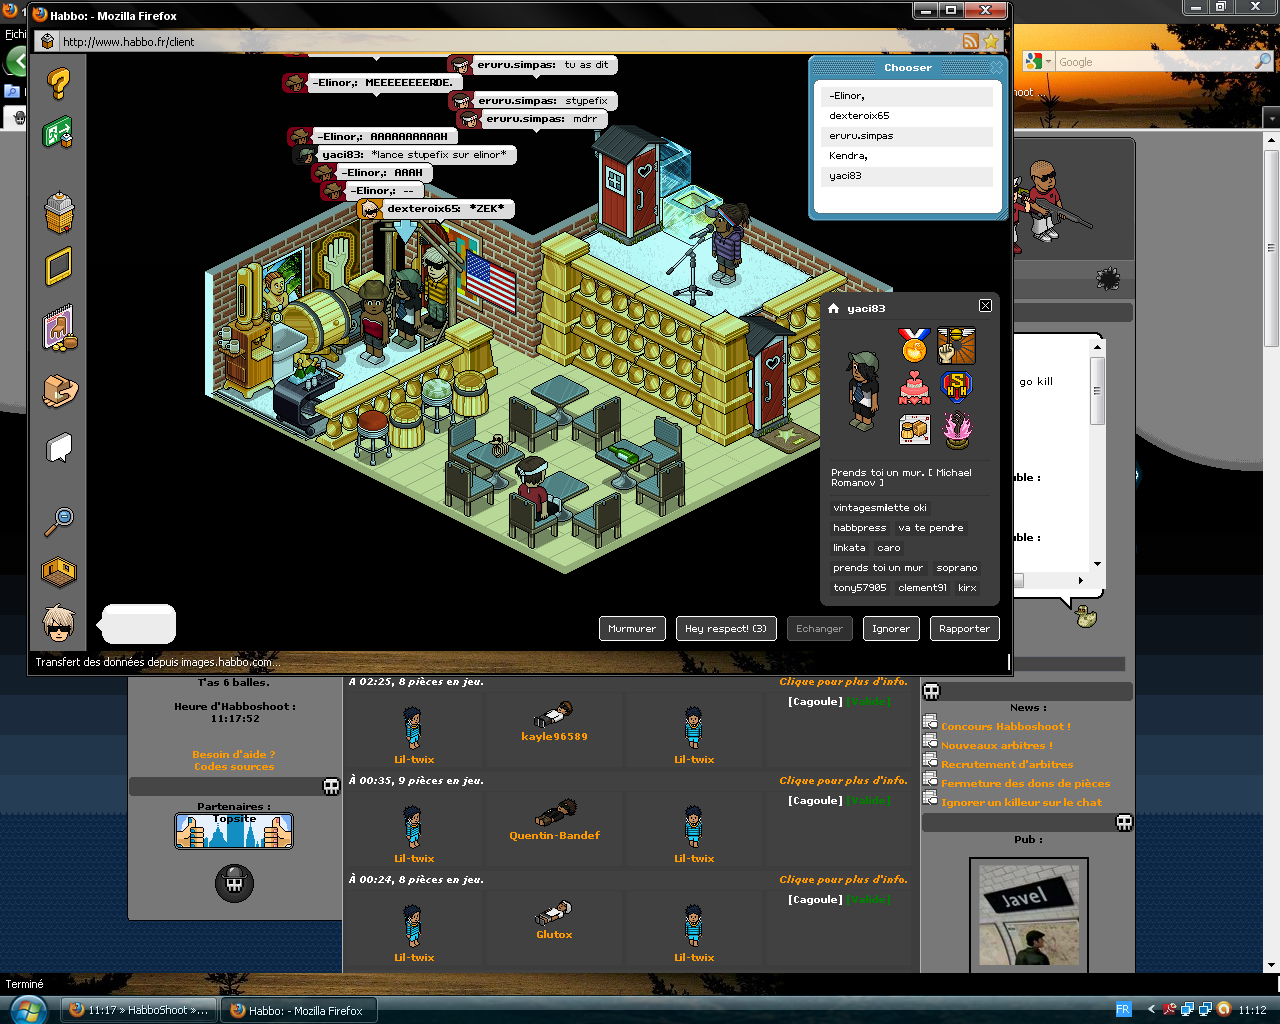 Habbo: - Mozilla Firefox
http://www.habbo.fr/client
Fichi
Google
eruru.simpas: tu as dit
-Elinor,: MEEEEEEEERDE.
eruru.simpas: stypefix
eruru.simpas: mdrr
-Elinor,: AAAAAAAAAAH
yaci83: *lance stupefix sur elinor*
-Elinor,: AAAH
-Elinor,: --
dexteroix65: *ZEK*
Chooser
-Elinor,
dexteroix65
eruru.simpas
Kendra,
yaci83
yaci83
Prends toi un mur. [ Michael
Romanov ]
vintagesmiette oki
habbpress va te pendre
linkata caro
prends toi un mur soprano
tony57905 clement91 kirx
Murmurer
Hey respect! (3)
Echanger
Ignorer
Rapporter
Transfert des données depuis images.habbo.com...
go kill
uble :
uble :
T'as 6 balles.
Heure d'Habboshoot :
11:17:52
Besoin d'aide ?
Codes sources
Partenaires :
Topsite
À 02:25, 8 pièces en jeu.
Clique pour plus d'info.
[Cagoule] [Valide]
Lil-twix
kayle96589
Lil-twix
À 00:35, 9 pièces en jeu.
Clique pour plus d'info.
[Cagoule] [Valide]
Lil-twix
Quentin-Bandef
Lil-twix
À 00:24, 8 pièces en jeu.
Clique pour plus d'info.
[Cagoule] [Valide]
Lil-twix
Glutox
Lil-twix
News :
Concours Habboshoot !
Nouveaux arbitres !
Recrutement d'arbitres
Fermeture des dons de pièces
Ignorer un killeur sur le chat
Pub :
Javel
Terminé
11:17 » HabboShoot »...
Habbo: - Mozilla Firefox
FR
11:12